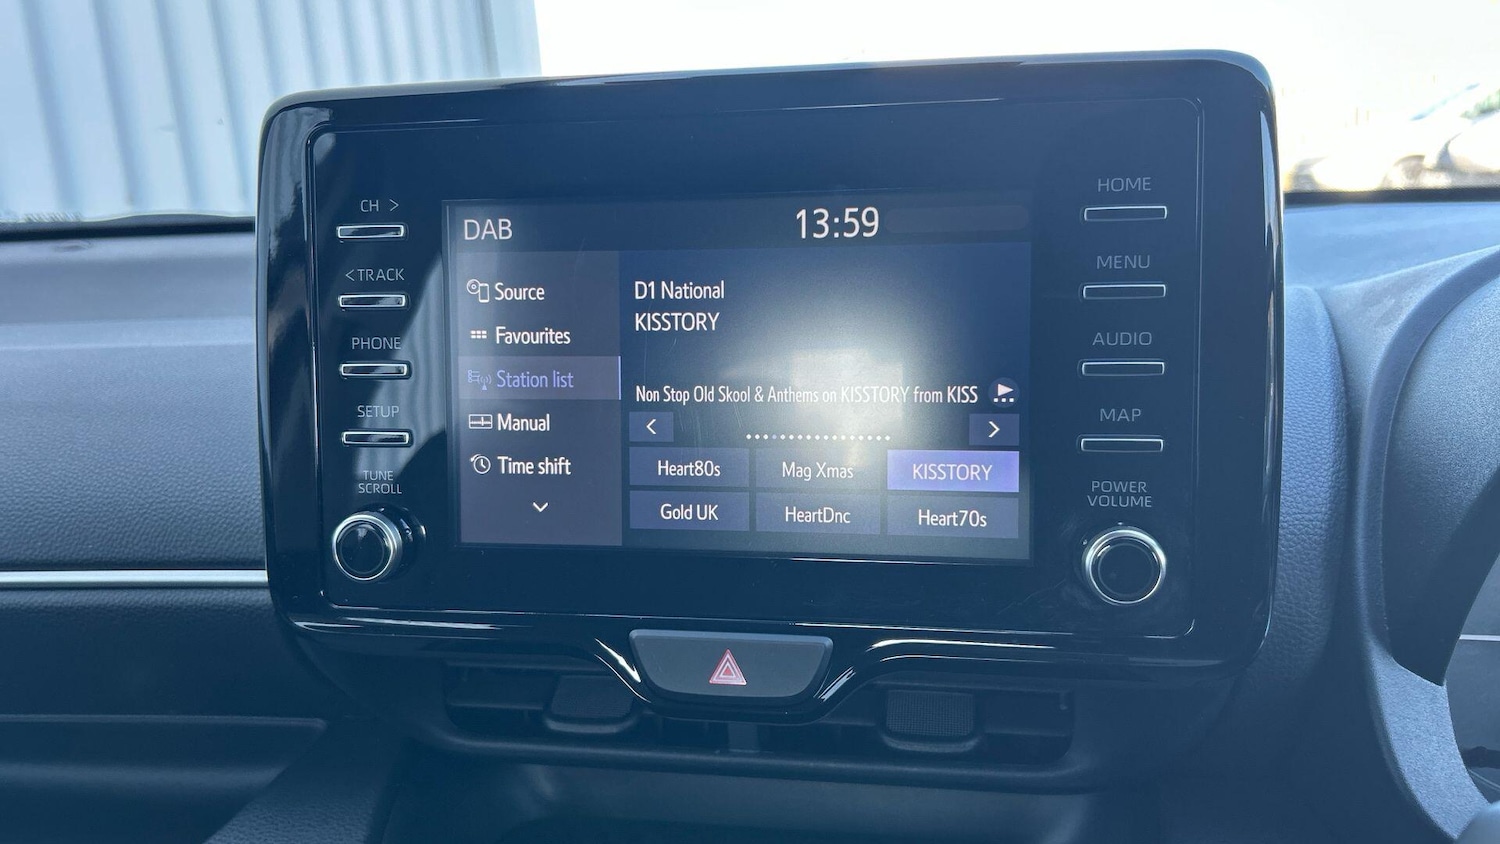 CH >
< TRACK
PHONE
SETUP
TUNE
SCROLL
DAB
13:59
Source
Favourites
Station list
Manual
Time shift
D1 National
KISSTORY
Non Stop Old Skool & Anthems on KISSTORY from KISS
<
>
Heart80s
Mag Xmas
KISSTORY
Gold UK
HeartDnc
Heart70s
HOME
MENU
AUDIO
MAP
POWER
VOLUME